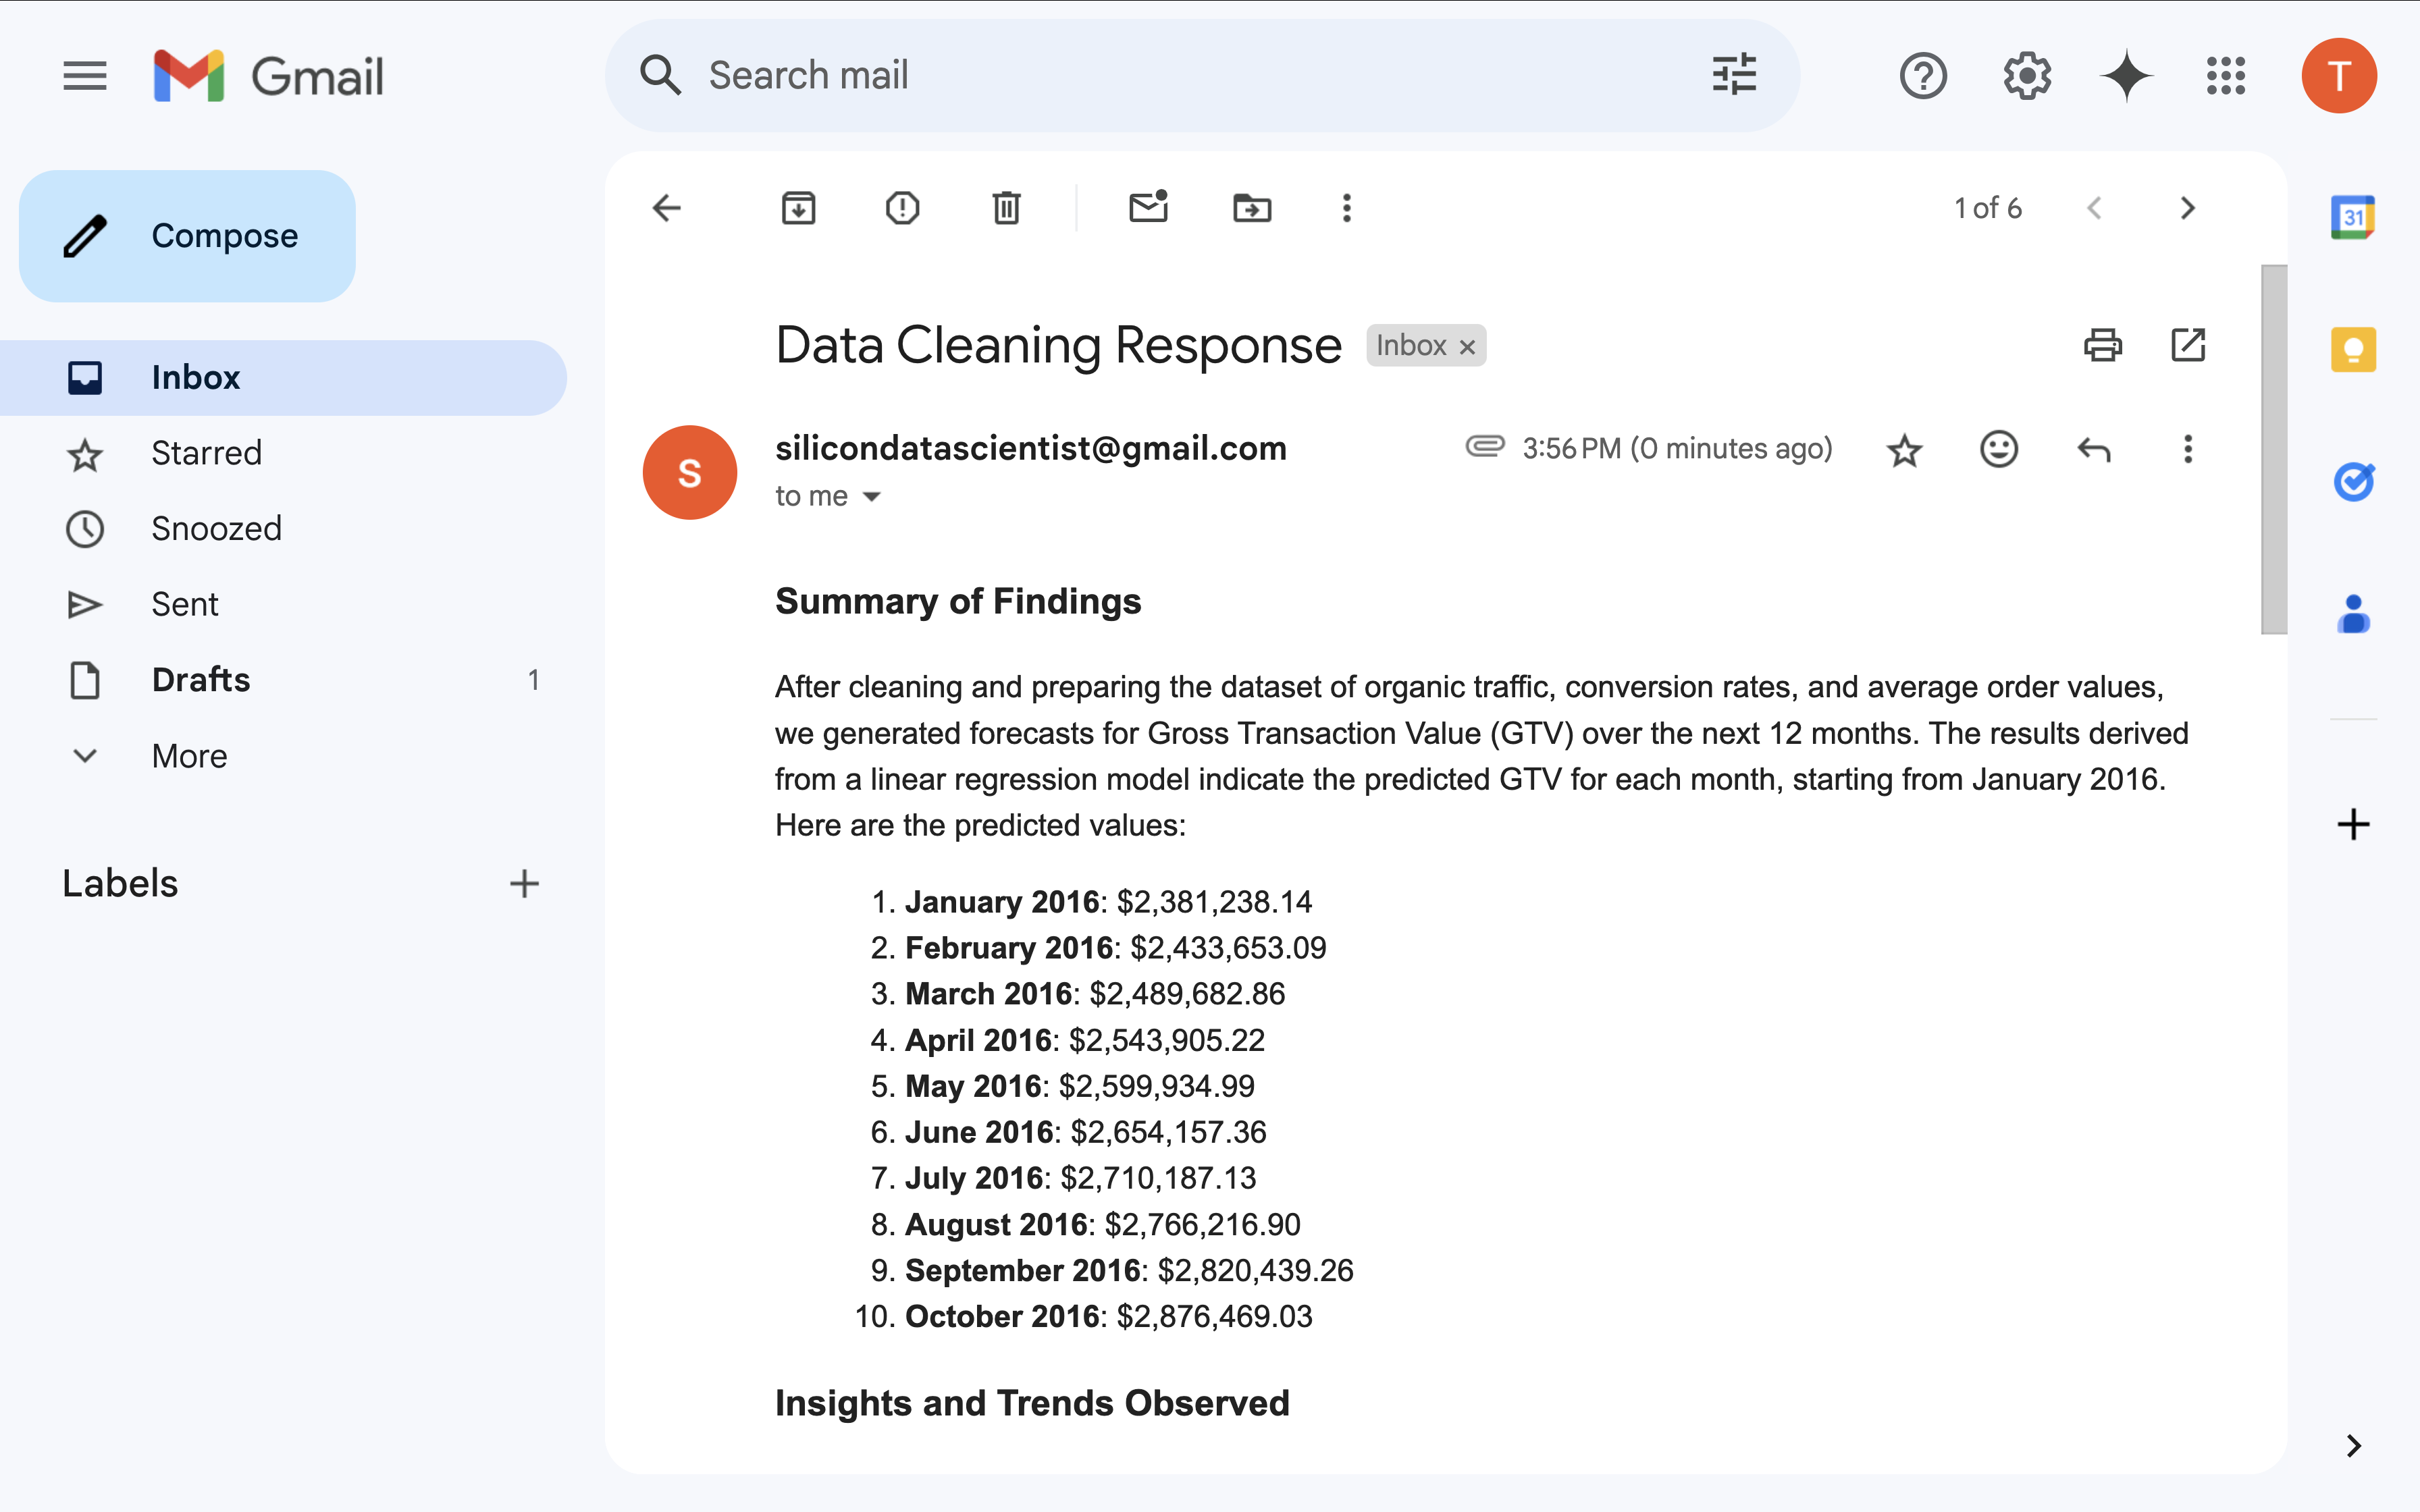 Gmail
Search mail
T
Compose
Inbox
Starred
Snoozed
Sent
Drafts 1
More
Labels
1 of 6
31
Data Cleaning Response Inbox ×
S
silicondatascientist@gmail.com 3:56 PM (0 minutes ago)
to me
Summary of Findings
After cleaning and preparing the dataset of organic traffic, conversion rates, and average order values,
we generated forecasts for Gross Transaction Value (GTV) over the next 12 months. The results derived
from a linear regression model indicate the predicted GTV for each month, starting from January 2016.
Here are the predicted values:
1. January 2016: $2,381,238.14
2. February 2016: $2,433,653.09
3. March 2016: $2,489,682.86
4. April 2016: $2,543,905.22
5. May 2016: $2,599,934.99
6. June 2016: $2,654,157.36
7. July 2016: $2,710,187.13
8. August 2016: $2,766,216.90
9. September 2016: $2,820,439.26
10. October 2016: $2,876,469.03
Insights and Trends Observed